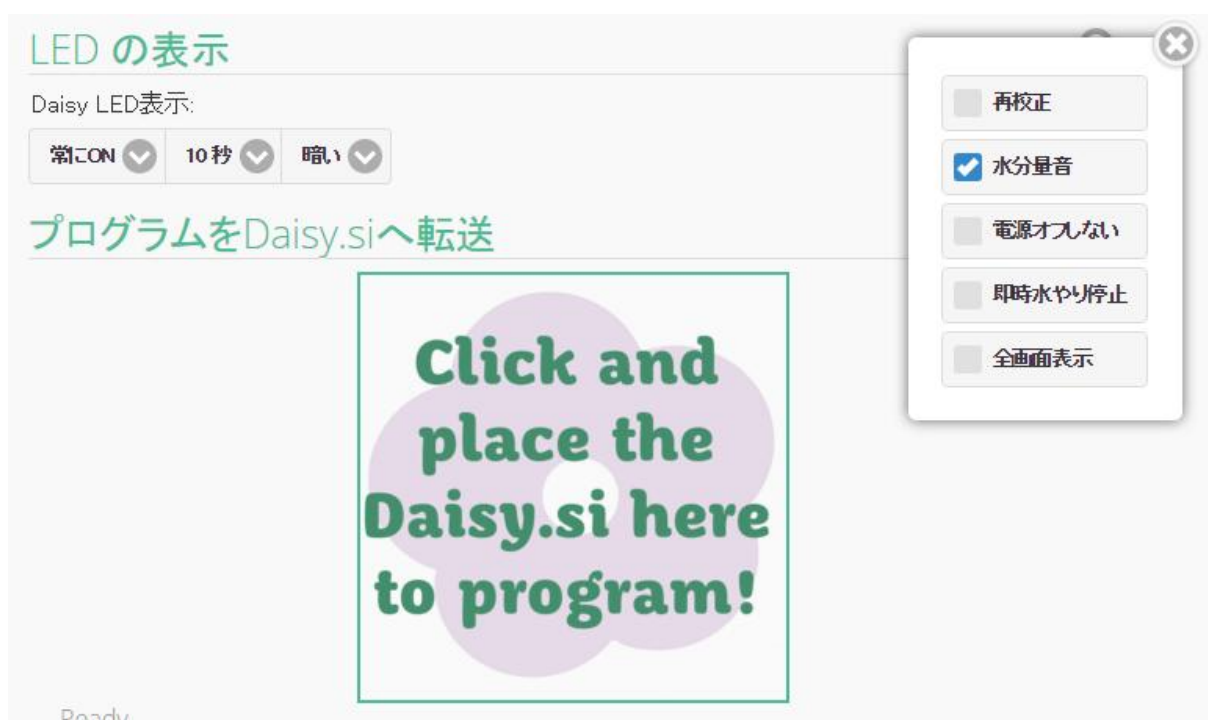 LED の表示
Daisy LED表示:
常にON 10 秒 暗い
プログラムをDaisy.siへ転送
Click and
place the
Daisy.si here
to program!
Ready
再校正
水分量音
電源オフしない
即時水やり停止
全画面表示